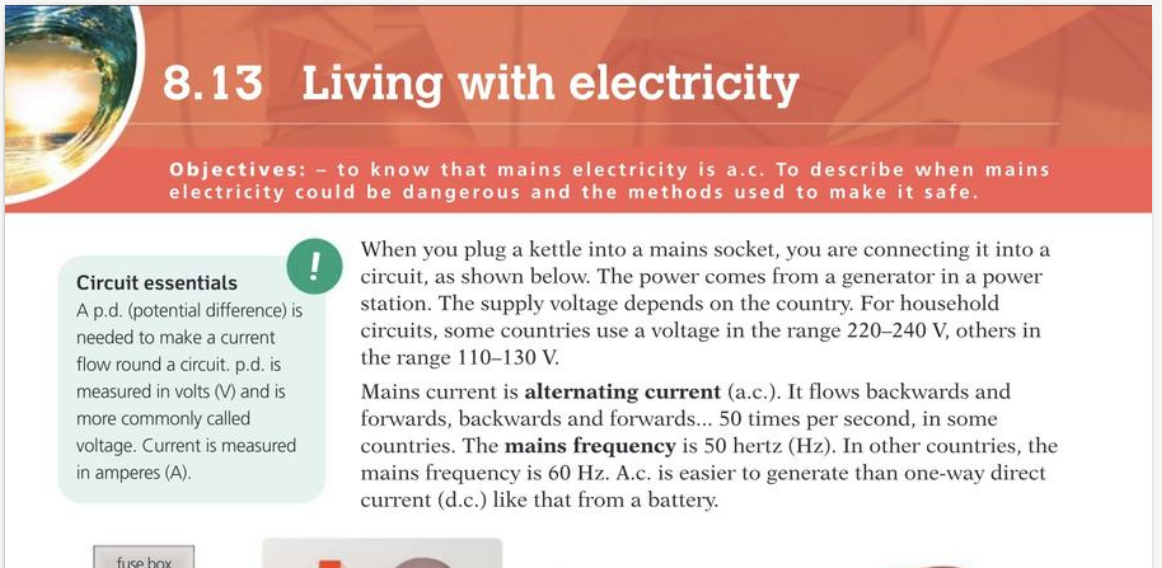 8.13 Living with electricity
Objectives: – to know that mains electricity is a.c. To describe when mains
electricity could be dangerous and the methods used to make it safe.
!
Circuit essentials
A p.d. (potential difference) is
needed to make a current
flow round a circuit. p.d. is
measured in volts (V) and is
more commonly called
voltage. Current is measured
in amperes (A).
When you plug a kettle into a mains socket, you are connecting it into a
circuit, as shown below. The power comes from a generator in a power
station. The supply voltage depends on the country. For household
circuits, some countries use a voltage in the range 220–240 V, others in
the range 110–130 V.
Mains current is alternating current (a.c.). It flows backwards and
forwards, backwards and forwards... 50 times per second, in some
countries. The mains frequency is 50 hertz (Hz). In other countries, the
mains frequency is 60 Hz. A.c. is easier to generate than one-way direct
current (d.c.) like that from a battery.
fuse box